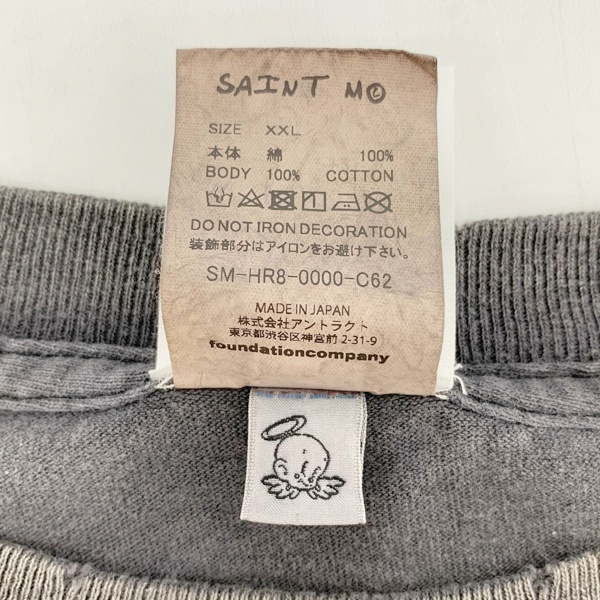 SAINT MO
SIZE XXL
本体 綿 100%
BODY 100% COTTON
DO NOT IRON DECORATION
装飾部分はアイロンをお避け下さい。
SM-HR8-0000-C62
MADE IN JAPAN
株式会社アントラクト
東京都渋谷区神宮前2-31-9
foundationcompany